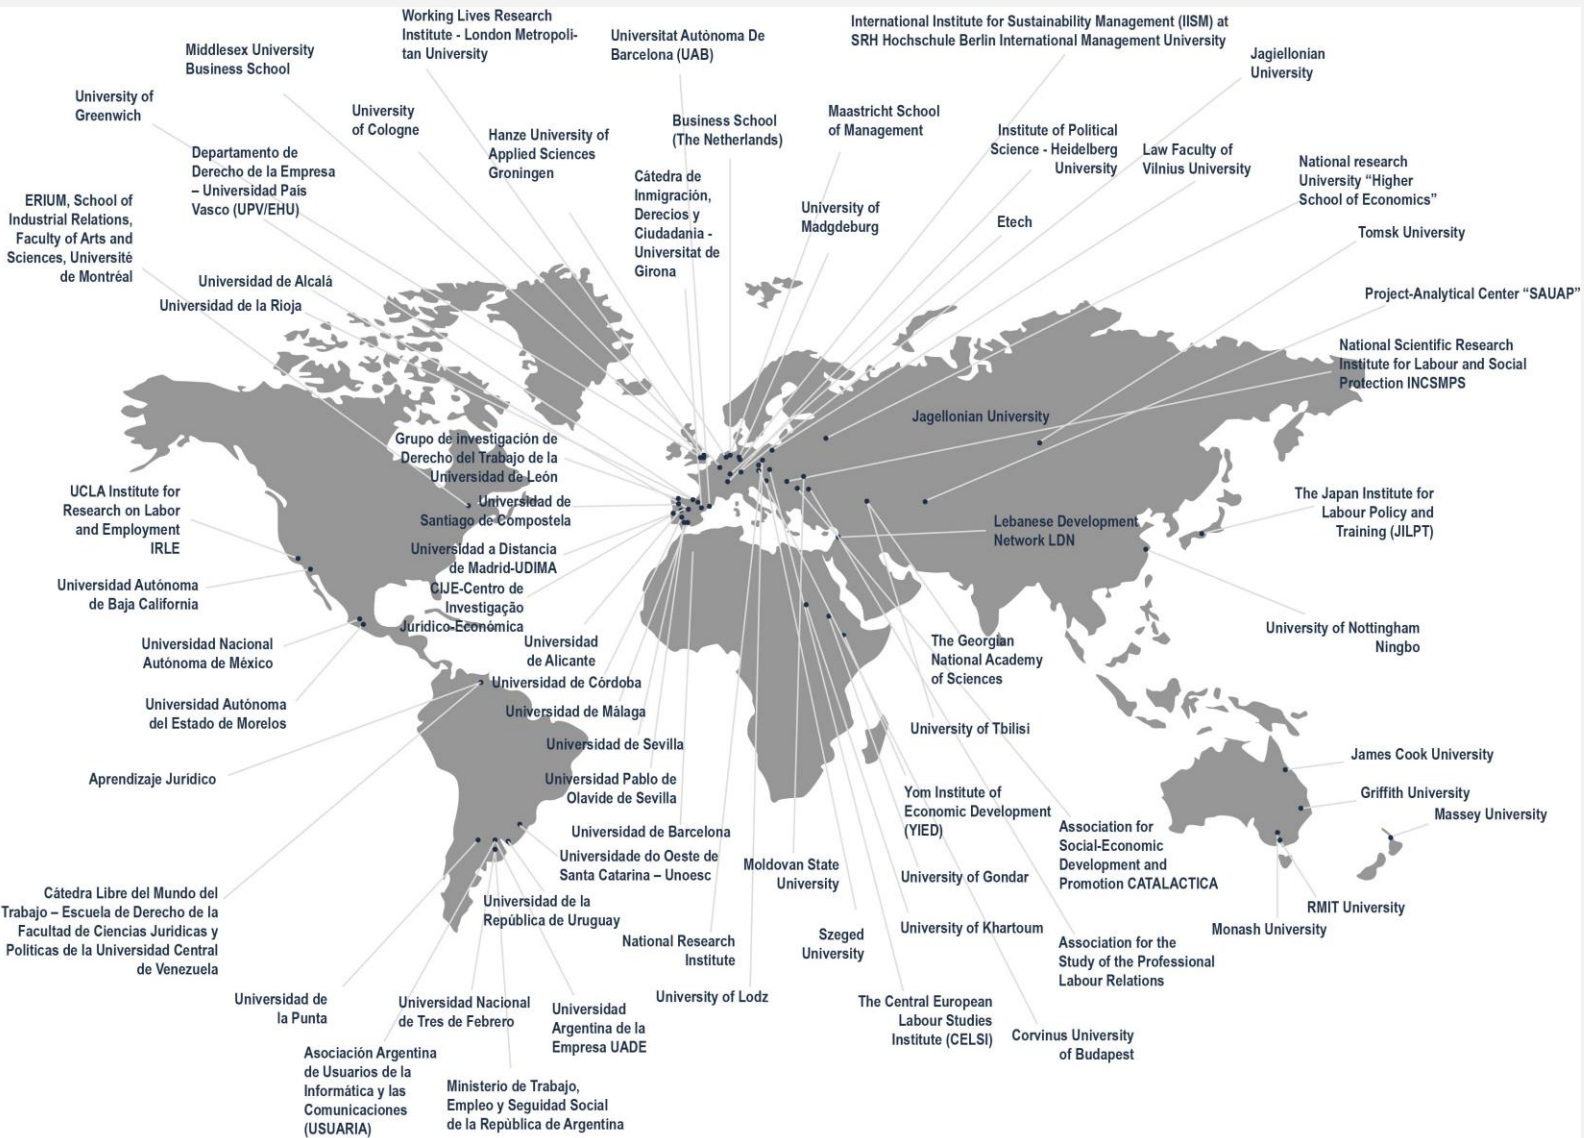 Working Lives Research
Institute - London Metropoli-
tan University
Middlesex University
Business School
Universitat Autònoma De
Barcelona (UAB)
International Institute for Sustainability Management (IISM) at
SRH Hochschule Berlin International Management University
Jagiellonian
University
University of
Greenwich
University
of Cologne
Hanze University of
Applied Sciences
Groningen
Business School
(The Netherlands)
Maastricht School
of Management
Institute of Political
Science - Heidelberg
University
Law Faculty of
Vilnius University
National research
University “Higher
School of Economics”
Departamento de
Derecho de la Empresa
– Universidad Pais
Vasco (UPV/EHU)
Cátedra de
Inmigración,
Derecios y
Ciudadania -
Universitat de
Girona
University of
Madgdeburg
Etech
Tomsk University
ERIUM, School of
Industrial Relations,
Faculty of Arts and
Sciences, Université
de Montréal
Universidad de Alcalá
Universidad de la Rioja
Project-Analytical Center “SAUAP”
National Scientific Research
Institute for Labour and Social
Protection INCSMPS
Jagellonian University
Grupo de investigación de
Derecho del Trabajo de la
Universidad de León
Universidad de
Santiago de Compostela
UCLA Institute for
Research on Labor
and Employment
IRLE
The Japan Institute for
Labour Policy and
Training (JILPT)
Lebanese Development
Network LDN
Universidad a Distancia
de Madrid-UDIMA
CIJE-Centro de
Investigação
Jurídico-Económica
Universidad Autónoma
de Baja California
Universidad
de Alicante
Universidad Nacional
Autónoma de México
The Georgian
National Academy
of Sciences
University of Nottingham
Ningbo
Universidad de Córdoba
Universidad Autónoma
del Estado de Morelos
Universidad de Málaga
University of Tbilisi
Universidad de Sevilla
James Cook University
Aprendizaje Jurídico
Universidad Pablo de
Olavide de Sevilla
Yom Institute of
Economic Development
(YIED)
Griffith University
Massey University
Universidad de Barcelona
Association for
Social-Economic
Development and
Promotion CATALACTICA
Universidade do Oeste de
Santa Catarina – Unoesc
Moldovan State
University
University of Gondar
Cátedra Libre del Mundo del
Trabajo – Escuela de Derecho de la
Facultad de Ciencias Juridicas y
Politicas de la Universidad Central
de Venezuela
Universidad de la
República de Uruguay
RMIT University
Monash University
National Research
Institute
Szeged
University
University of Khartoum
Association for the
Study of the Professional
Labour Relations
Universidad de
la Punta
Universidad Nacional
de Tres de Febrero
University of Lodz
Universidad
Argentina de la
Empresa UADE
The Central European
Labour Studies
Institute (CELSI)
Corvinus University
of Budapest
Asociación Argentina
de Usuarios de la
Informática y las
Comunicaciones
(USUARIA)
Ministerio de Trabajo,
Empleo y Seguidad Social
de la Repùblica de Argentina